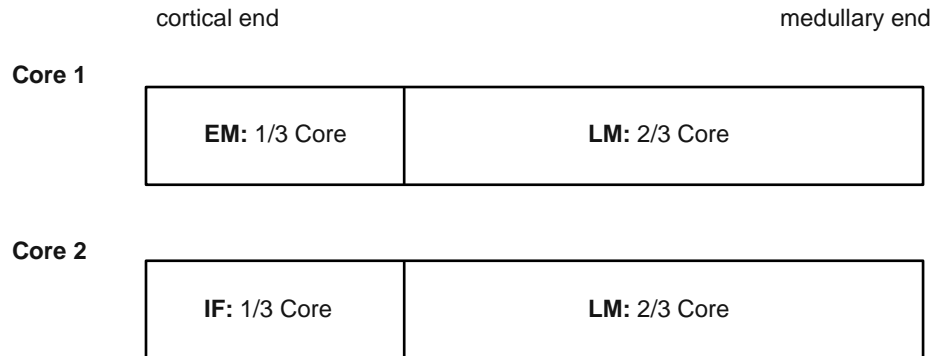 cortical end medullary end
Core 1
EM: 1/3 Core LM: 2/3 Core
Core 2
IF: 1/3 Core LM: 2/3 Core